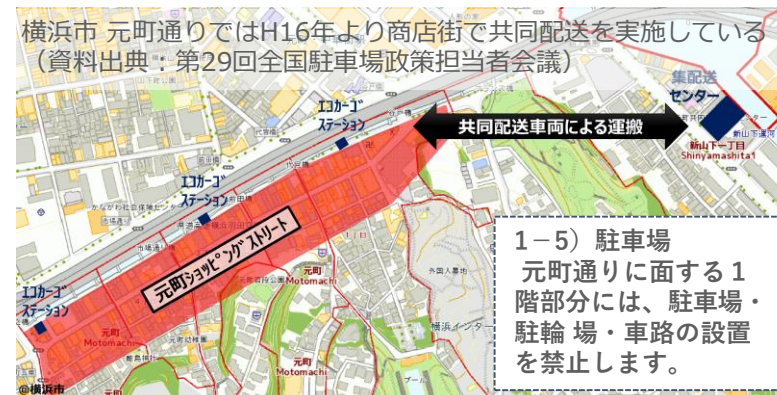 横浜市 元町通りではH16年より商店街で共同配送を実施している
（資料出典：第29回全国駐車場政策担当者会議）
集配送
センター
エコカーゴ
ステーション
共同配送車両による運搬
新山下一丁目
Shinyamashita1
エコカーゴ
ステーション
元町ショッピングストリート
1－5）駐車場
元町通りに面する１
階部分には、駐車場・
駐輪 場・車路の設置
を禁止します。
外国人墓地
元町
Motomachi
エコカーゴ
ステーション
元町
Motomachi
元町幼稚園
横浜インター
元町
Motomachi
プール
@横浜市